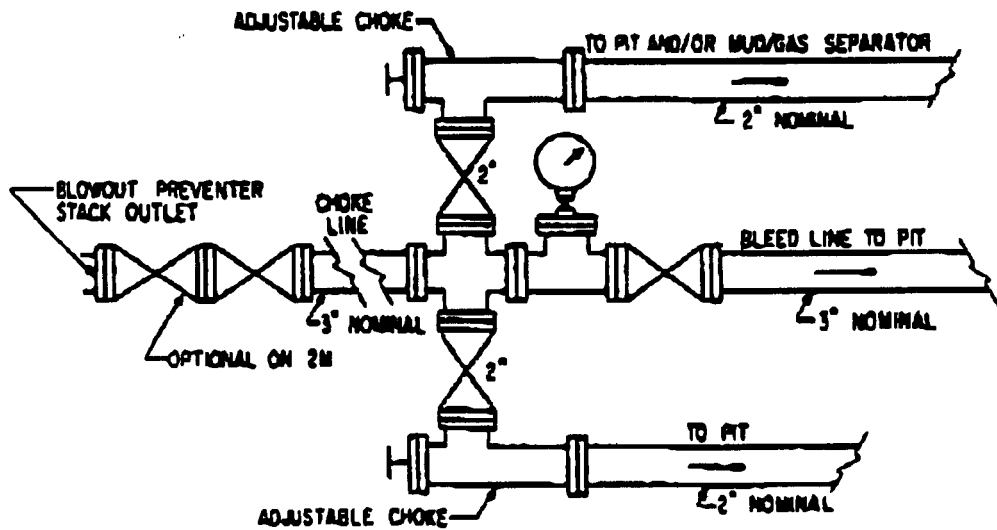 ADJUSTABLE CHOKE
TO PIT AND/OR MUD/GAS SEPARATOR
2" NOMINAL
2"
BLOWOUT PREVENTER
STACK OUTLET
CHOKE
LINE
BLEED LINE TO PIT
3" NOMINAL
3" NOMINAL
OPTIONAL ON 2M
2"
TO PIT
2" NOMINAL
ADJUSTABLE CHOKE